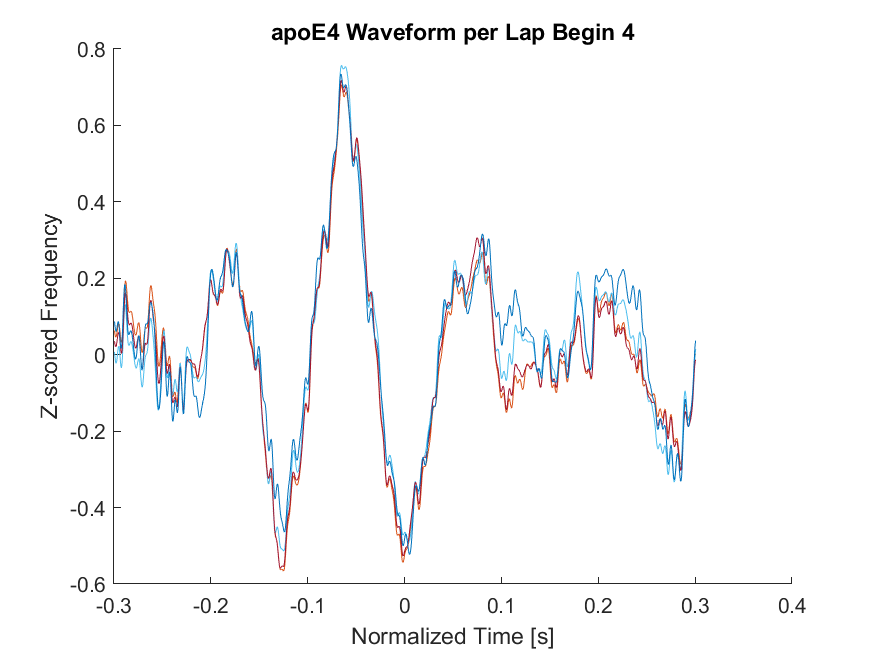 apoE4 Waveform per Lap Begin 4
Z-scored Frequency
0.8
0.6
0.4
0.2
0
-0.2
-0.4
-0.6
-0.3 -0.2 -0.1 0 0.1 0.2 0.3 0.4
Normalized Time [s]